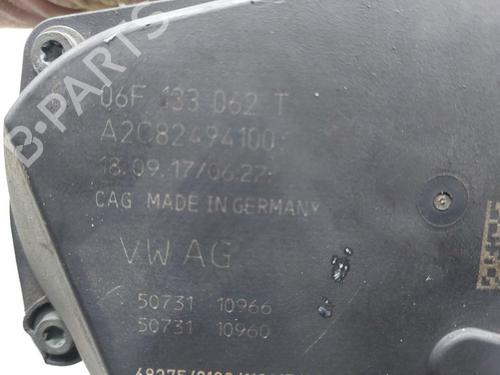 B-PARTS
06F 133 062 T
A2C82494100
18.09.17/06:27
CAG MADE IN GERMANY
VW AG
50731 10966
50731 10960